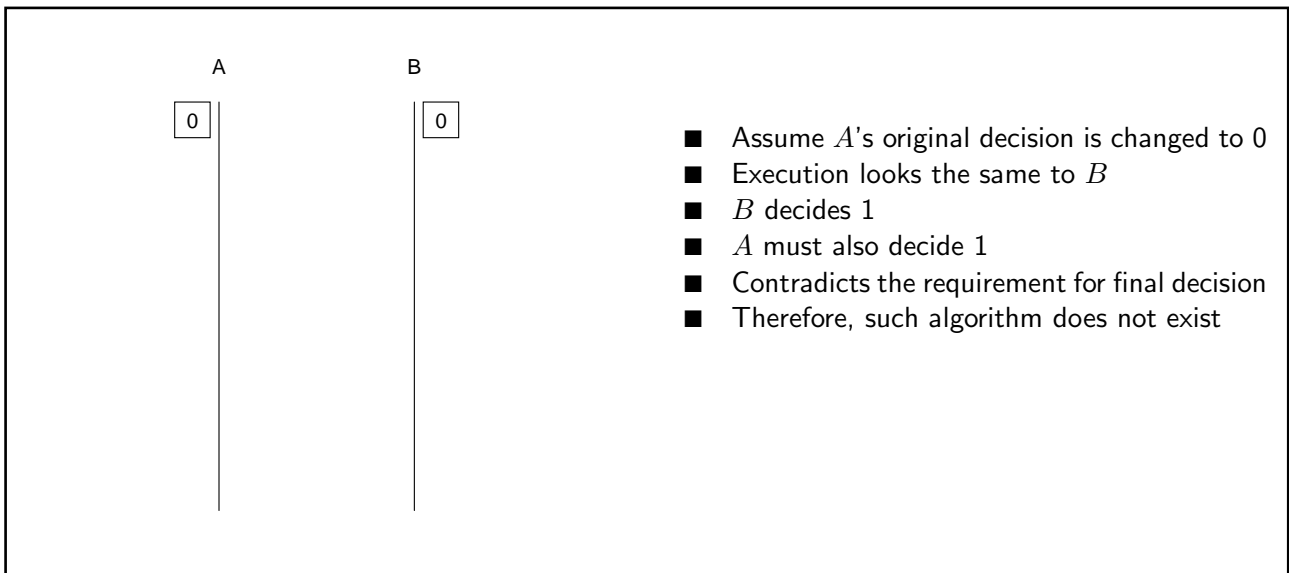 A B
0 0
■ Assume A's original decision is changed to 0
■ Execution looks the same to B
■ B decides 1
■ A must also decide 1
■ Contradicts the requirement for final decision
■ Therefore, such algorithm does not exist